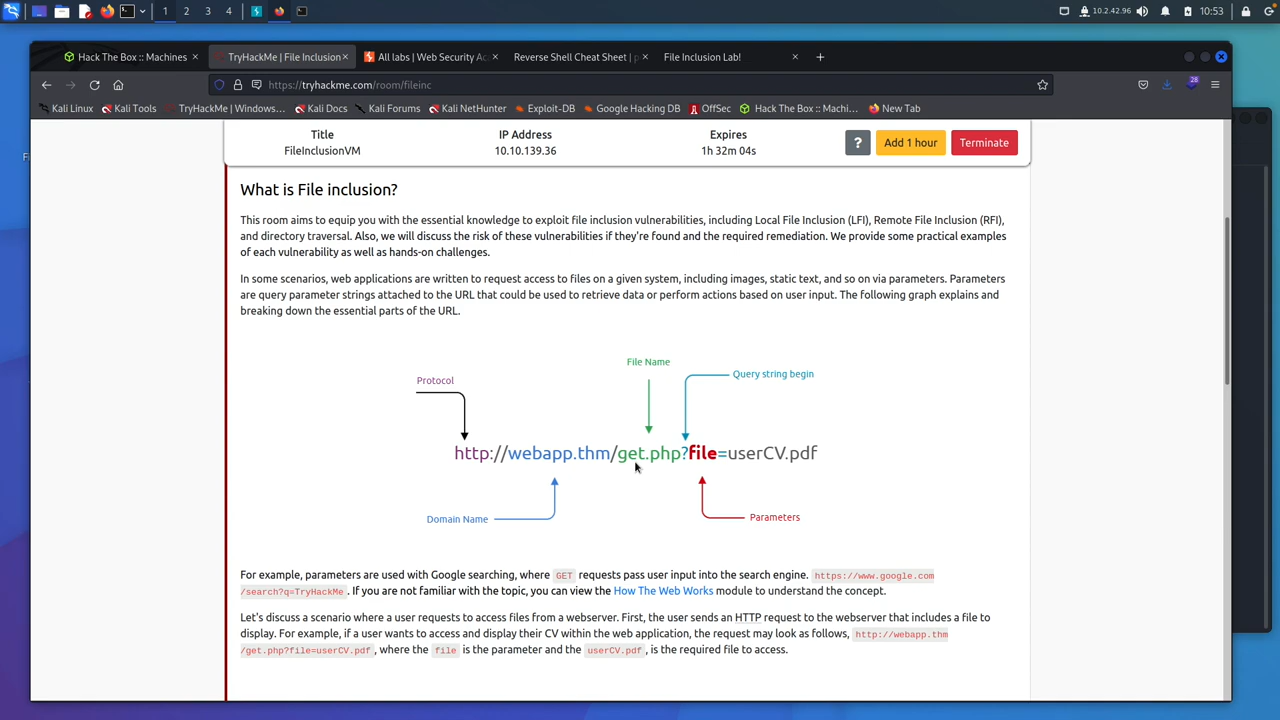 1 2 3 4 10.2.42.96 10:53
Hack The Box :: Machines TryHackMe | File Inclusion All labs | Web Security Ac Reverse Shell Cheat Sheet | p File Inclusion Lab!
https://tryhackme.com/room/fileinc 28
Kali Linux Kali Tools TryHackMe | Windows... Kali Docs Kali Forums Kali NetHunter Exploit-DB Google Hacking DB OffSec Hack The Box :: Machi... New Tab
Title IP Address Expires
FileInclusionVM 10.10.139.36 1h 32m 04s ? Add 1 hour Terminate
What is File inclusion?
This room aims to equip you with the essential knowledge to exploit file inclusion vulnerabilities, including Local File Inclusion (LFI), Remote File Inclusion (RFI),
and directory traversal. Also, we will discuss the risk of these vulnerabilities if they're found and the required remediation. We provide some practical examples
of each vulnerability as well as hands-on challenges.
In some scenarios, web applications are written to request access to files on a given system, including images, static text, and so on via parameters. Parameters
are query parameter strings attached to the URL that could be used to retrieve data or perform actions based on user input. The following graph explains and
breaking down the essential parts of the URL.
File Name
Protocol Query string begin
http://webapp.thm/get.php?file=userCV.pdf
Domain Name Parameters
For example, parameters are used with Google searching, where GET requests pass user input into the search engine. https://www.google.com
/search?q=TryHackMe. If you are not familiar with the topic, you can view the How The Web Works module to understand the concept.
Let's discuss a scenario where a user requests to access files from a webserver. First, the user sends an HTTP request to the webserver that includes a file to
display. For example, if a user wants to access and display their CV within the web application, the request may look as follows, http://webapp.thm
/get.php?file=userCV.pdf, where the file is the parameter and the userCV.pdf, is the required file to access.